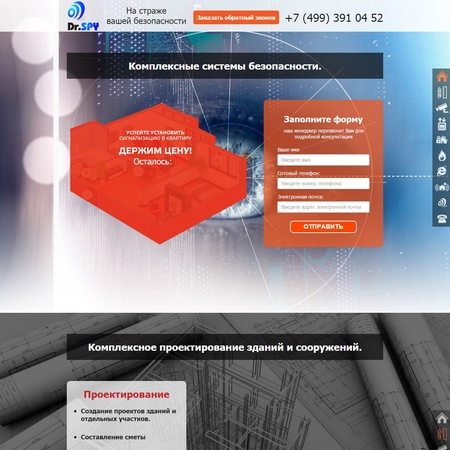 Dr.SPY
На страже
вашей безопасности
Заказать обратный звонок
+7 (499) 391 04 52
Комплексные системы безопасности.
УСПЕЙТЕ УСТАНОВИТЬ
СИГНАЛИЗАЦИЮ В КВАРТИРУ
ДЕРЖИМ ЦЕНУ!
Осталось:
Заполните форму
наш менеджер перезвонит Вам для
подробной консультации
Ваше имя
Введите имя
Сотовый телефон:
Введите номер телефона
Электронная почта:
Введите адрес электронной почты
ОТПРАВИТЬ
Комплексное проектирование зданий и сооружений.
Проектирование
Создание проектов зданий и
отдельных участков.
Составление сметы